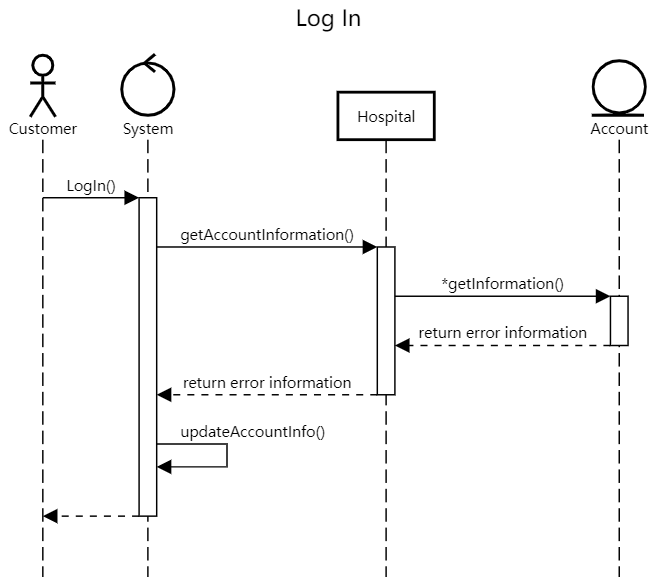 Log In
Customer
System
Hospital
Account
LogIn()
getAccountInformation()
*getInformation()
return error information
return error information
updateAccountInfo()